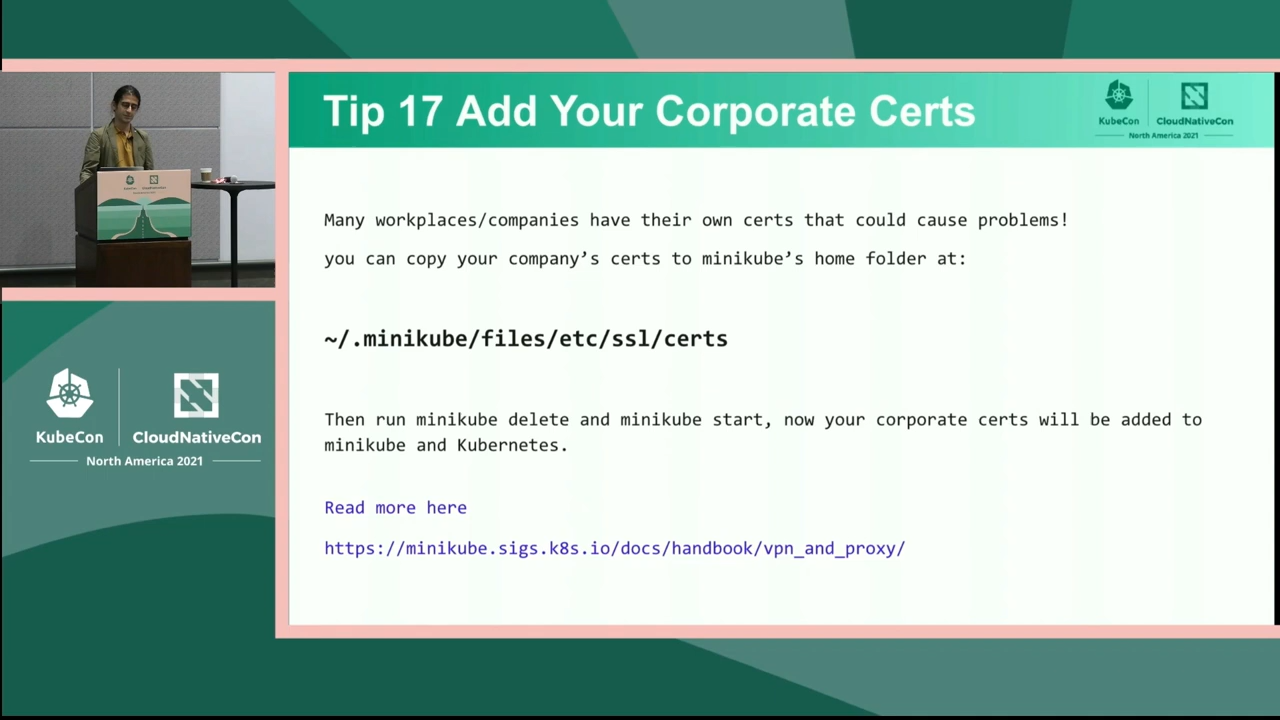 Tip 17 Add Your Corporate Certs
KubeCon
CloudNativeCon
North America 2021
Many workplaces/companies have their own certs that could cause problems!
you can copy your company’s certs to minikube’s home folder at:
~/.minikube/files/etc/ssl/certs
Then run minikube delete and minikube start, now your corporate certs will be added to
minikube and Kubernetes.
Read more here
https://minikube.sigs.k8s.io/docs/handbook/vpn_and_proxy/
KubeCon
CloudNativeCon
North America 2021